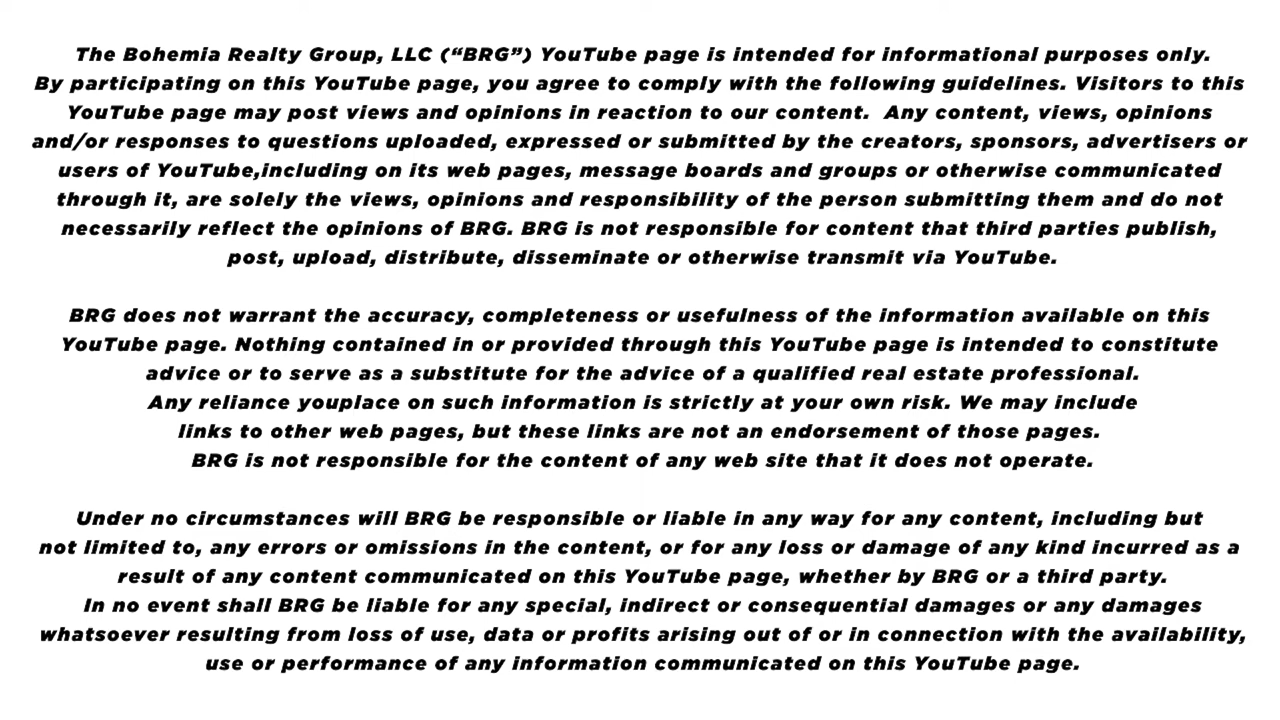 The Bohemia Realty Group, LLC (“BRG”) YouTube page is intended for informational purposes only.
By participating on this YouTube page, you agree to comply with the following guidelines. Visitors to this
YouTube page may post views and opinions in reaction to our content.  Any content, views, opinions
and/or responses to questions uploaded, expressed or submitted by the creators, sponsors, advertisers or
users of YouTube,including on its web pages, message boards and groups or otherwise communicated
through it, are solely the views, opinions and responsibility of the person submitting them and do not
necessarily reflect the opinions of BRG. BRG is not responsible for content that third parties publish,
post, upload, distribute, disseminate or otherwise transmit via YouTube.
BRG does not warrant the accuracy, completeness or usefulness of the information available on this
YouTube page. Nothing contained in or provided through this YouTube page is intended to constitute
advice or to serve as a substitute for the advice of a qualified real estate professional.
Any reliance youplace on such information is strictly at your own risk. We may include
links to other web pages, but these links are not an endorsement of those pages.
BRG is not responsible for the content of any web site that it does not operate.
Under no circumstances will BRG be responsible or liable in any way for any content, including but
not limited to, any errors or omissions in the content, or for any loss or damage of any kind incurred as a
result of any content communicated on this YouTube page, whether by BRG or a third party.
In no event shall BRG be liable for any special, indirect or consequential damages or any damages
whatsoever resulting from loss of use, data or profits arising out of or in connection with the availability,
use or performance of any information communicated on this YouTube page.